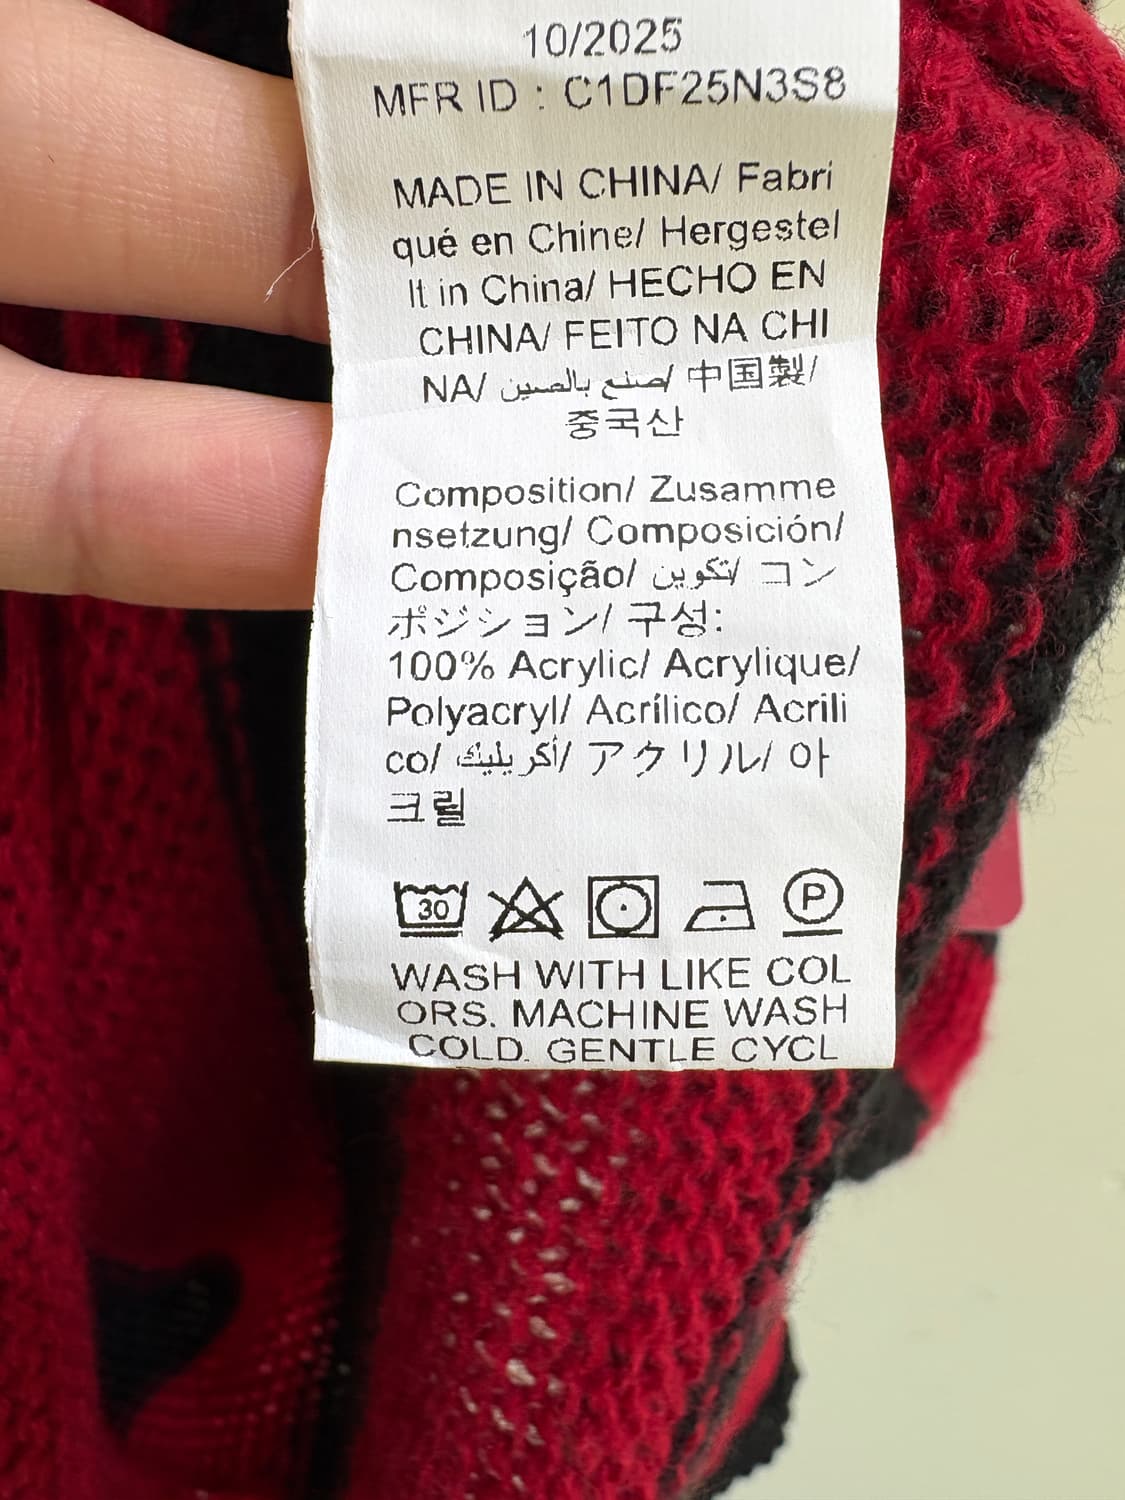 10/2025
MFR ID : C1DF25N3S8
MADE IN CHINA/ Fabri
qué en Chine/ Hergestel
lt in China/ HECHO EN
CHINA/ FEITO NA CHI
NA/ صنع بالصين/ 中国製/
중국산
Composition/ Zusamme
nsetzung/ Composición/
Composição/ تكوين/ コン
ポジション/ 구성:
100% Acrylic/ Acrylique/
Polyacryl/ Acrílico/ Acrili
co/ أكريليك/ アクリル/ 아
크릴
30 P
WASH WITH LIKE COL
ORS. MACHINE WASH
COLD. GENTLE CYCL